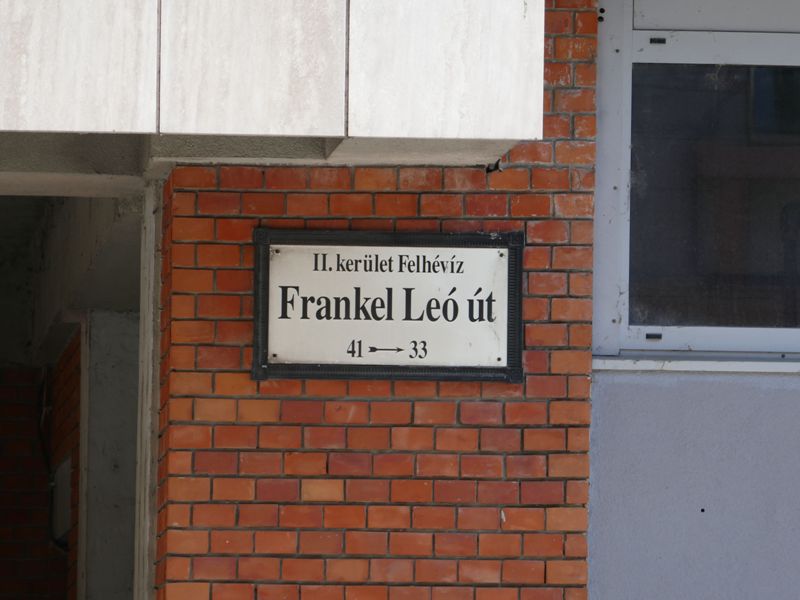 II. kerület Felhévíz
Frankel Leó út
41 → 33